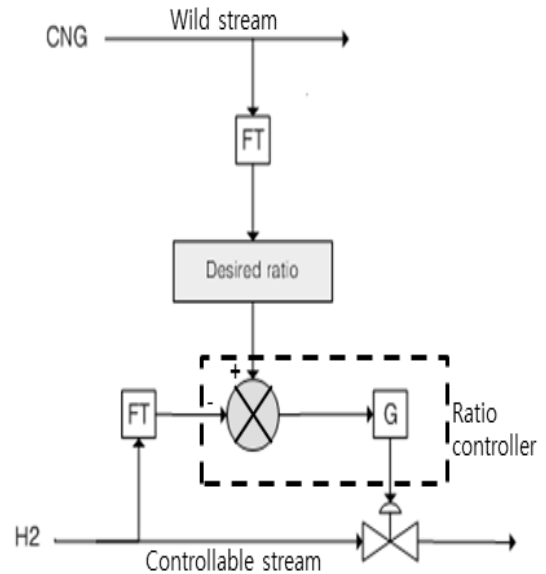 Wild stream
CNG
FT
Desired ratio
+
-
FT
G
Ratio
controller
H2
Controllable stream